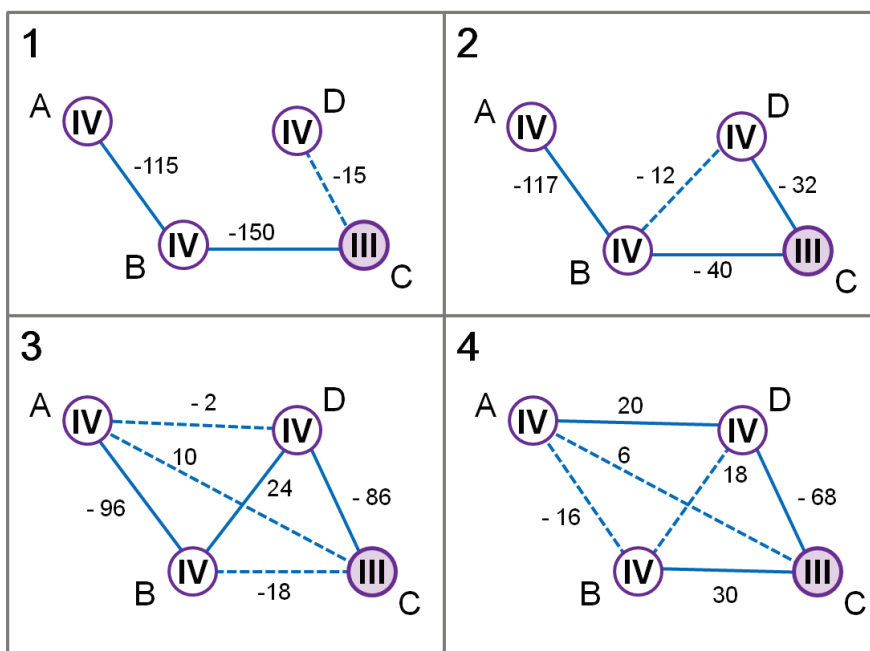 1
A
IV
D
IV
-115
-15
B
IV
-150
III
C
2
A
IV
D
IV
-117
- 12
- 32
B
IV
- 40
III
C
3
A
IV
- 2
D
IV
10
24
- 96
- 86
B
IV
-18
III
C
4
A
IV
20
D
IV
6
18
- 16
- 68
B
IV
30
III
C